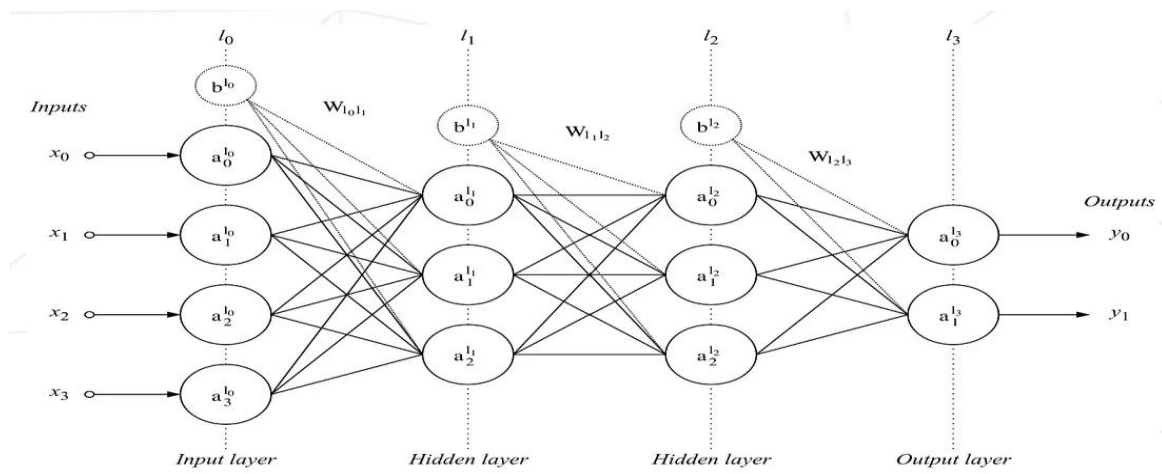 l₀ l₁ l₂ l₃
b^l₀
Inputs W_l₀l₁ b^l₁ W_l₁l₂ b^l₂ W_l₂l₃
x₀ a₀^l₀ a₀^l₁ a₀^l₂ Outputs
x₁ a₁^l₀ a₀^l₃ y₀
a₁^l₁ a₁^l₂
x₂ a₂^l₀ a₁^l₃ y₁
a₂^l₁ a₂^l₂
x₃ a₃^l₀
Input layer Hidden layer Hidden layer Output layer